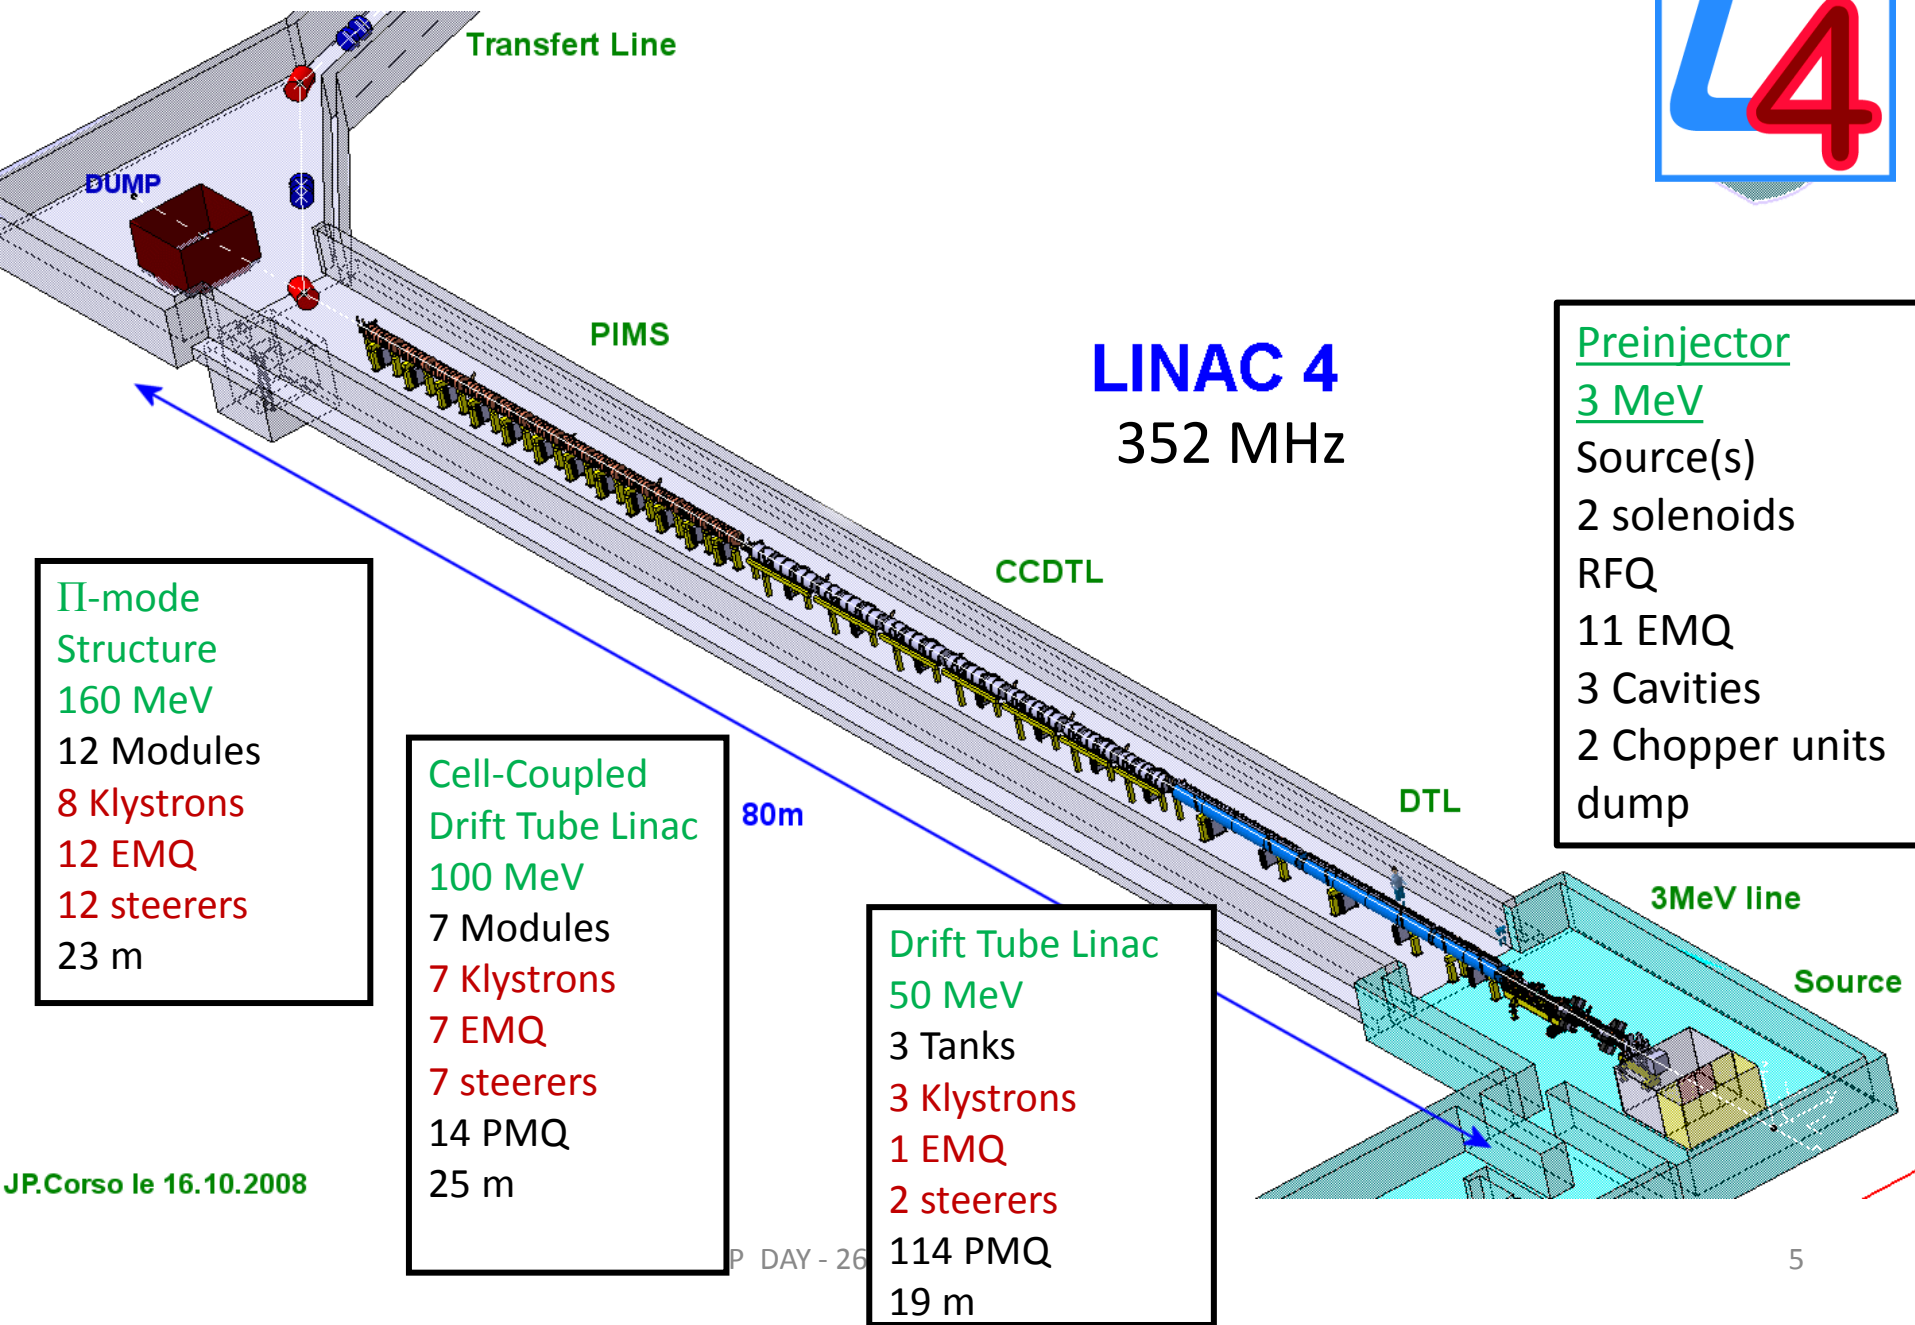 Transfert Line
L4
DUMP
PIMS
LINAC 4
352 MHz
Preinjector
3 MeV
Source(s)
2 solenoids
RFQ
11 EMQ
3 Cavities
2 Chopper units
dump
CCDTL
Π-mode
Structure
160 MeV
12 Modules
8 Klystrons
12 EMQ
12 steerers
23 m
Cell-Coupled
Drift Tube Linac
100 MeV
7 Modules
7 Klystrons
7 EMQ
7 steerers
14 PMQ
25 m
80m
DTL
Drift Tube Linac
50 MeV
3 Tanks
3 Klystrons
1 EMQ
2 steerers
114 PMQ
19 m
3MeV line
Source
JP.Corso le 16.10.2008
P DAY - 26
5